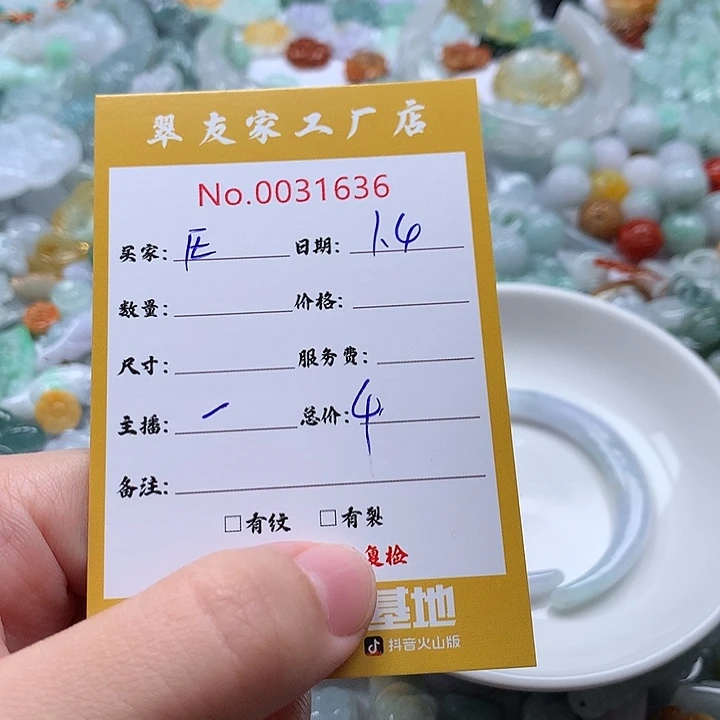 翠友家工厂店
No.0031636
买家: E 日期: 1.4
数量: 价格:
尺寸: 服务费:
主播: 一 总价: 4
备注:
□有纹 □有裂
复检
基地
抖音火山版